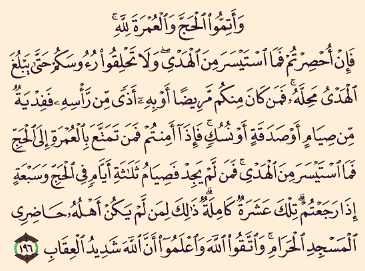 وَأَتِمُّوا۟ ٱلْحَجَّ وَٱلْعُمْرَةَ لِلَّهِ ۚ
فَإِنْ أُحْصِرْتُمْ فَمَا ٱسْتَيْسَرَ مِنَ ٱلْهَدْىِ ۖ وَلَا تَحْلِقُوا۟ رُءُوسَكُمْ حَتَّىٰ يَبْلُغَ
ٱلْهَدْىُ مَحِلَّهُۥ ۚ فَمَن كَانَ مِنكُم مَّرِيضًا أَوْ بِهِۦٓ أَذًى مِّن رَّأْسِهِۦ فَفِدْيَةٌ
مِّن صِيَامٍ أَوْ صَدَقَةٍ أَوْ نُسُكٍ ۚ فَإِذَآ أَمِنتُمْ فَمَن تَمَتَّعَ بِٱلْعُمْرَةِ إِلَى ٱلْحَجِّ
فَمَا ٱسْتَيْسَرَ مِنَ ٱلْهَدْىِ ۚ فَمَن لَّمْ يَجِدْ فَصِيَامُ ثَلَٰثَةِ أَيَّامٍ فِى ٱلْحَجِّ وَسَبْعَةٍ
إِذَا رَجَعْتُمْ ۗ تِلْكَ عَشَرَةٌ كَامِلَةٌ ۗ ذَٰلِكَ لِمَن لَّمْ يَكُنْ أَهْلُهُۥ حَاضِرِى
ٱلْمَسْجِدِ ٱلْحَرَامِ ۚ وَٱتَّقُوا۟ ٱللَّهَ وَٱعْلَمُوٓا۟ أَنَّ ٱللَّهَ شَدِيدُ ٱلْعِقَابِ ١٩٦